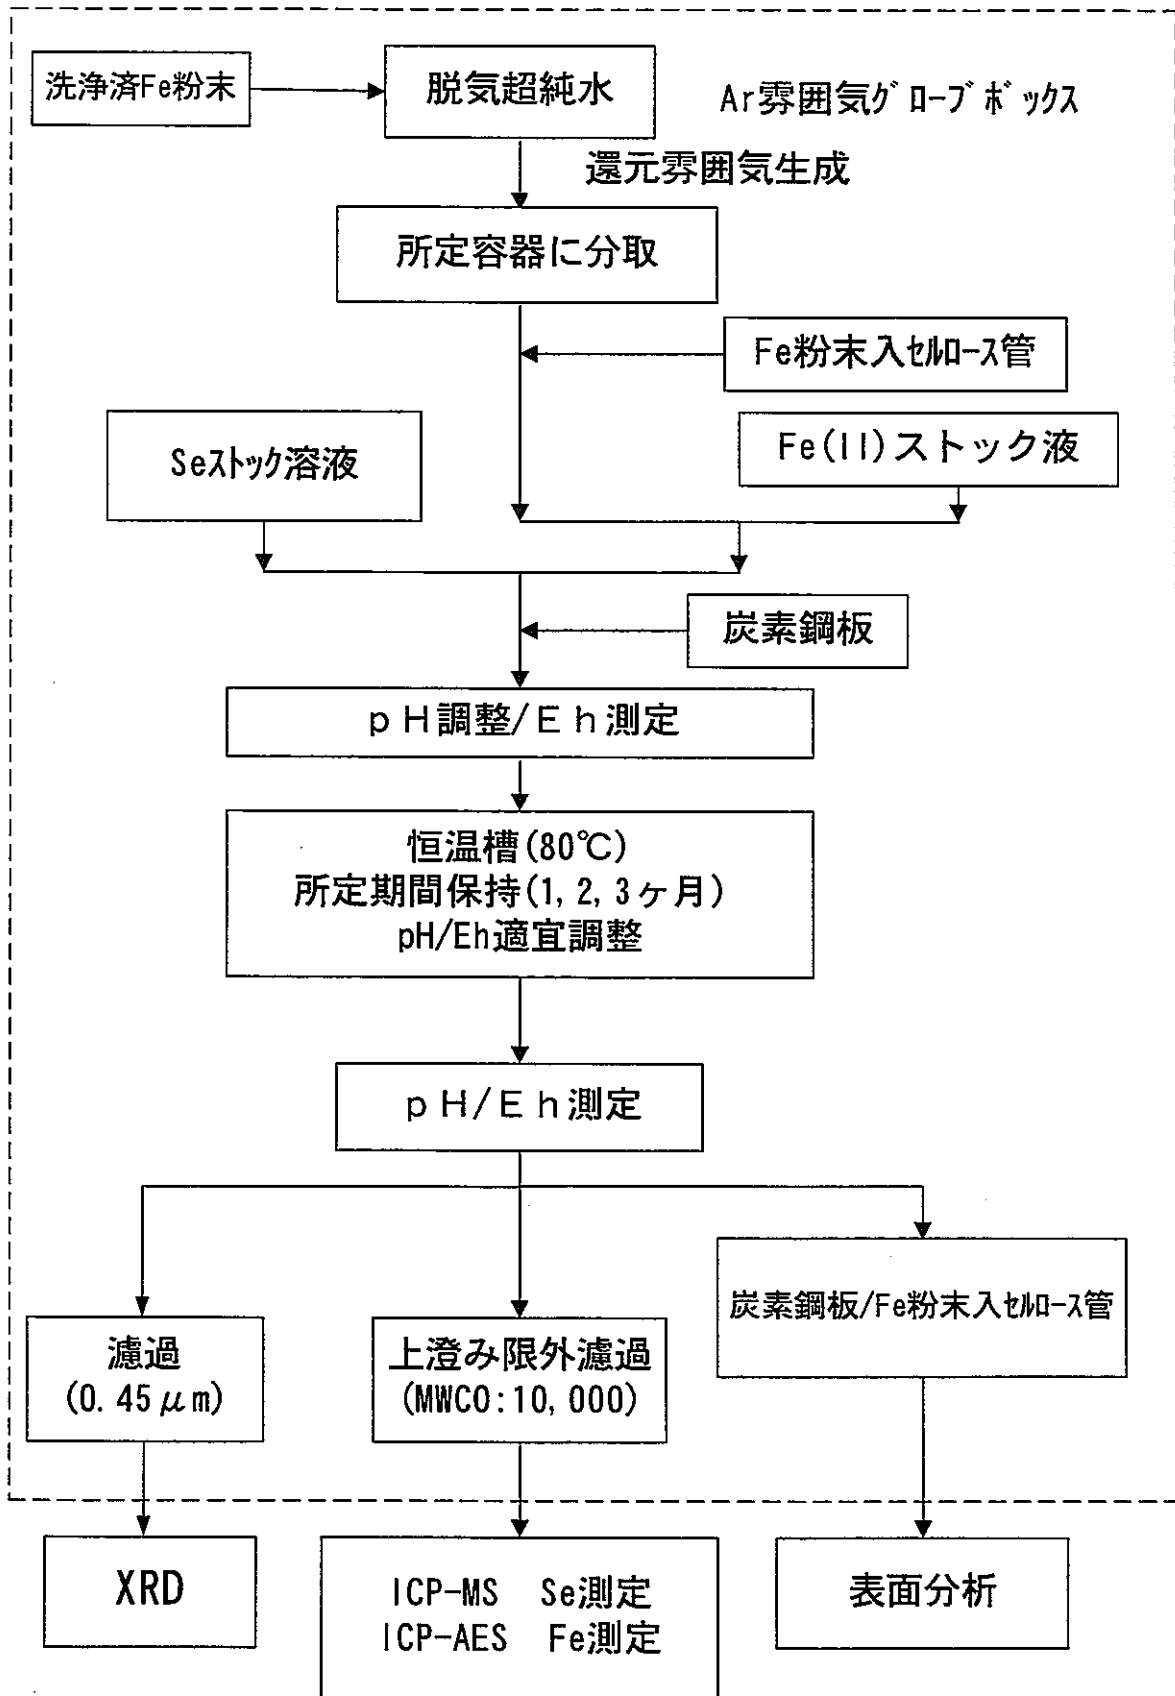 洗浄済Fe粉末
脱気超純水
Ar雰囲気グローブボックス
還元雰囲気生成
所定容器に分取
Fe粉末入セルロース管
Seストック溶液
Fe(II)ストック液
炭素鋼板
pH調整/Eh測定
恒温槽(80℃)
所定期間保持(1, 2, 3ヶ月)
pH/Eh適宜調整
pH/Eh測定
炭素鋼板/Fe粉末入セルロース管
濾過
(0.45μm)
上澄み限外濾過
(MWCO:10,000)
XRD
ICP-MS Se測定
ICP-AES Fe測定
表面分析